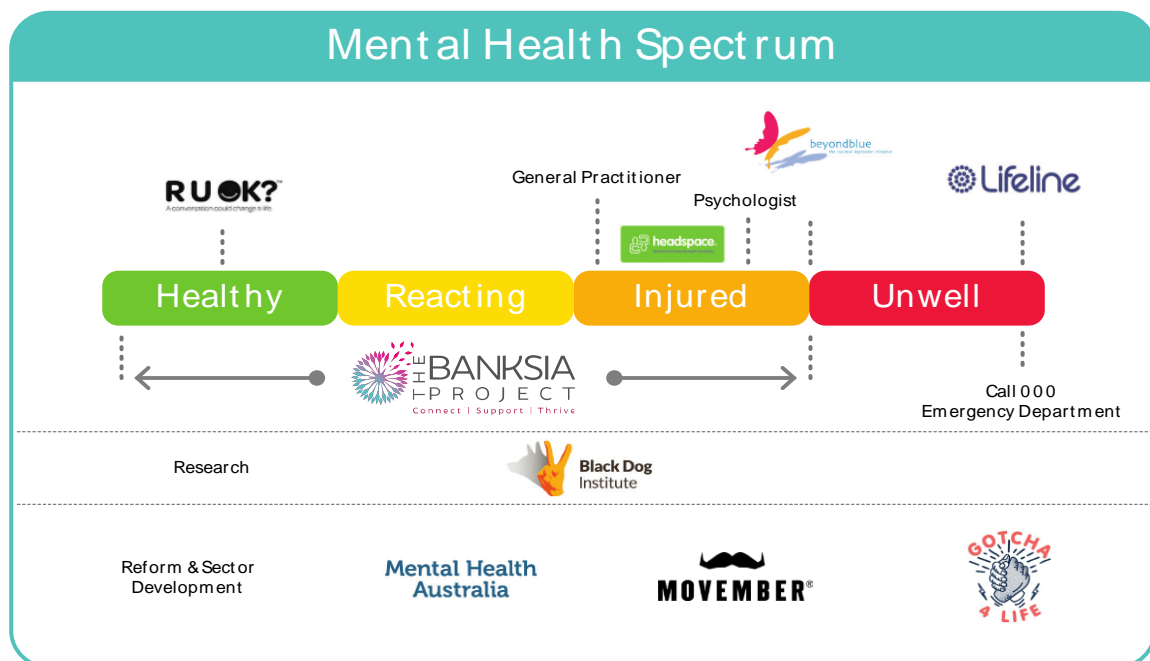 Mental Health Spectrum
R U OK?™
A conversation could change a life.
General Practitioner
beyondblue
Psychologist
Lifeline
headspace.
Healthy
Reacting
Injured
Unwell
THE BANKSIA
PROJECT
Connect | Support | Thrive
Call 000
Emergency Department
Research
Black Dog
Institute
Reform & Sector
Development
Mental Health
Australia
MOVEMBER®
GOTCHA
4 LIFE